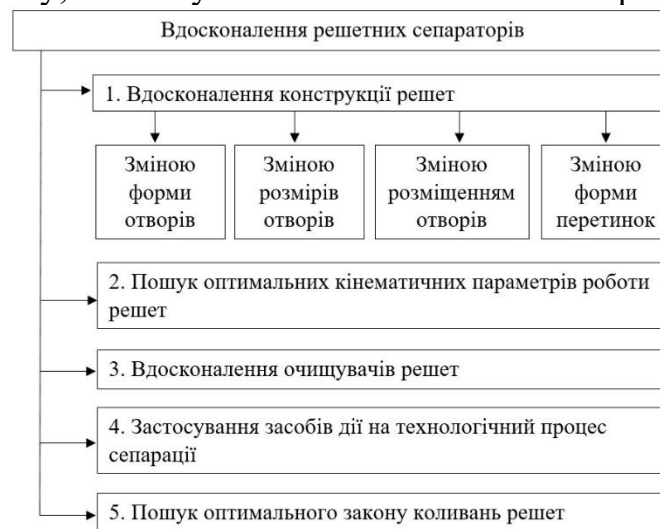 Вдосконалення решетних сепараторів
1. Вдосконалення конструкції решет
Зміною
форми
отворів
Зміною
розмірів
отворів
Зміною
розміщенням
отворів
Зміною
форми
перетинок
2. Пошук оптимальних кінематичних параметрів роботи
решет
3. Вдосконалення очищувачів решет
4. Застосування засобів дії на технологічний процес
сепарації
5. Пошук оптимального закону коливань решет